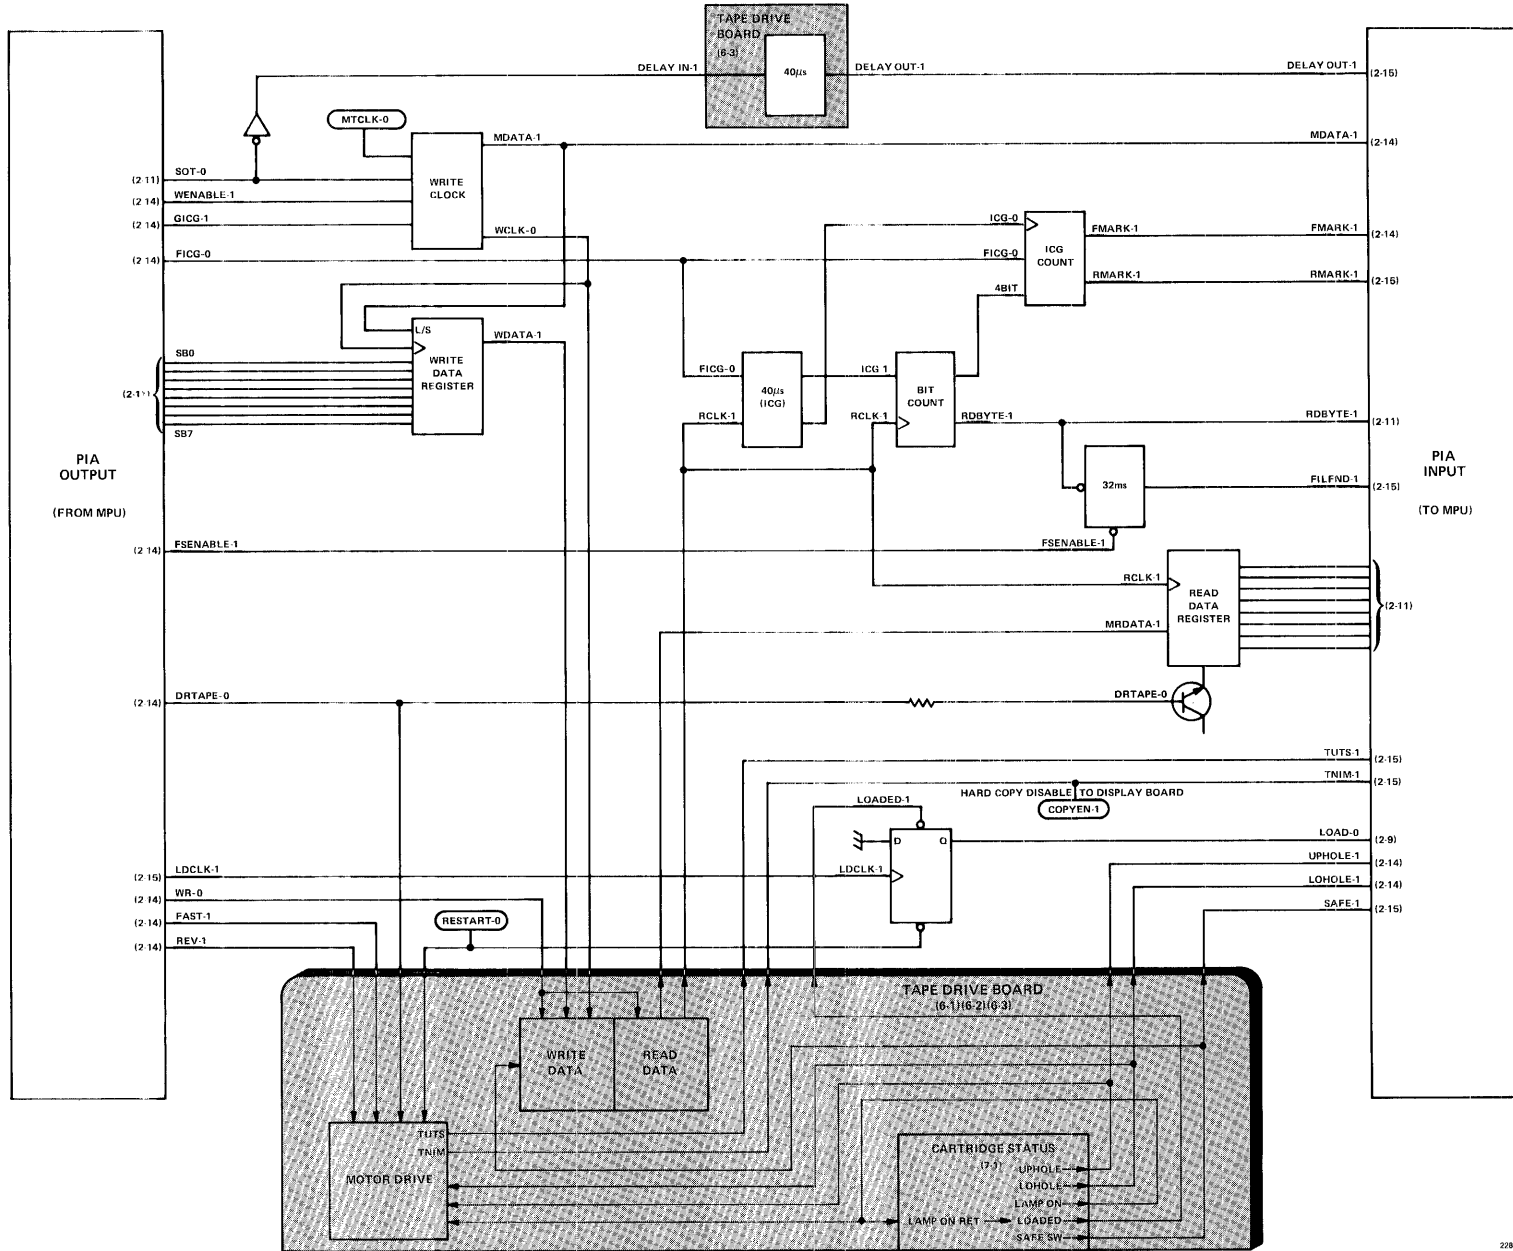 TAPE DRIVE
BOARD
(6-3)
40µs
DELAY IN-1
DELAY OUT-1
DELAY OUT-1
(2-15)
MTCLK-0
MDATA-1
MDATA-1
(2-14)
WRITE
CLOCK
(2-11)
SOT-0
(2-14)
WENABLE-1
(2-14)
GICG-1
WCLK-0
(2-14)
FICG-0
ICG-0
FICG-0
4BIT
ICG
COUNT
FMARK-1
FMARK-1
(2-14)
RMARK-1
RMARK-1
(2-15)
L/S
WRITE
DATA
REGISTER
WDATA-1
SB0
SB7
FICG-0
RCLK-1
40µs
(ICG)
ICG 1
RCLK-1
BIT
COUNT
RDBYTE-1
RDBYTE-1
(2-11)
PIA
OUTPUT
(FROM MPU)
PIA
INPUT
(TO MPU)
32ms
FILFND-1
(2-15)
(2-14)
FSENABLE-1
FSENABLE-1
RCLK-1
READ
DATA
REGISTER
(2-11)
MRDATA-1
(2-14)
DRTAPE-0
DRTAPE-0
TUTS-1
(2-15)
TNIM-1
(2-15)
HARD COPY DISABLE TO DISPLAY BOARD
COPYEN-1
LOADED-1
D
Q
LOAD-0
(2-9)
(2-15)
LDCLK-1
LDCLK-1
UPHOLE-1
(2-14)
(2-14)
WR-0
LOHOLE-1
(2-14)
(2-14)
FAST-1
RESTART-0
SAFE-1
(2-15)
(2-14)
REV-1
TAPE DRIVE BOARD
(6-1)(6-2)(6-3)
WRITE
DATA
READ
DATA
TUTS
TNIM
MOTOR DRIVE
CARTRIDGE STATUS
(7-1)
UPHOLE
LOHOLE
LAMP ON
LAMP ON RET
LOADED
SAFE SW
228